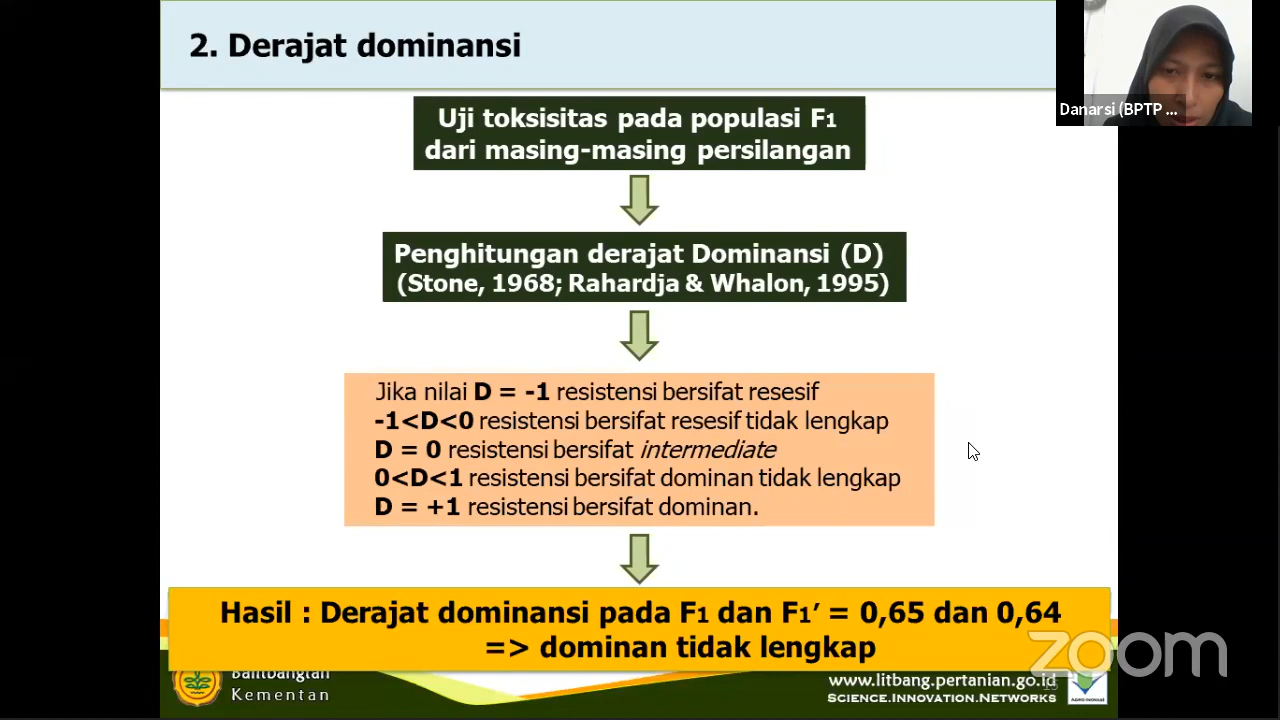 2. Derajat dominansi
Danarsi (BPTP ...
Uji toksisitas pada populasi F1
dari masing-masing persilangan
Penghitungan derajat Dominansi (D)
(Stone, 1968; Rahardja & Whalon, 1995)
Jika nilai D = -1 resistensi bersifat resesif
-1<D<0 resistensi bersifat resesif tidak lengkap
D = 0 resistensi bersifat intermediate
0<D<1 resistensi bersifat dominan tidak lengkap
D = +1 resistensi bersifat dominan.
Hasil : Derajat dominansi pada F1 dan F1’ = 0,65 dan 0,64
=> dominan tidak lengkap
zoom
Balitbangtan
Kementan
www.litbang.pertanian.go.id
Science.Innovation.Networks